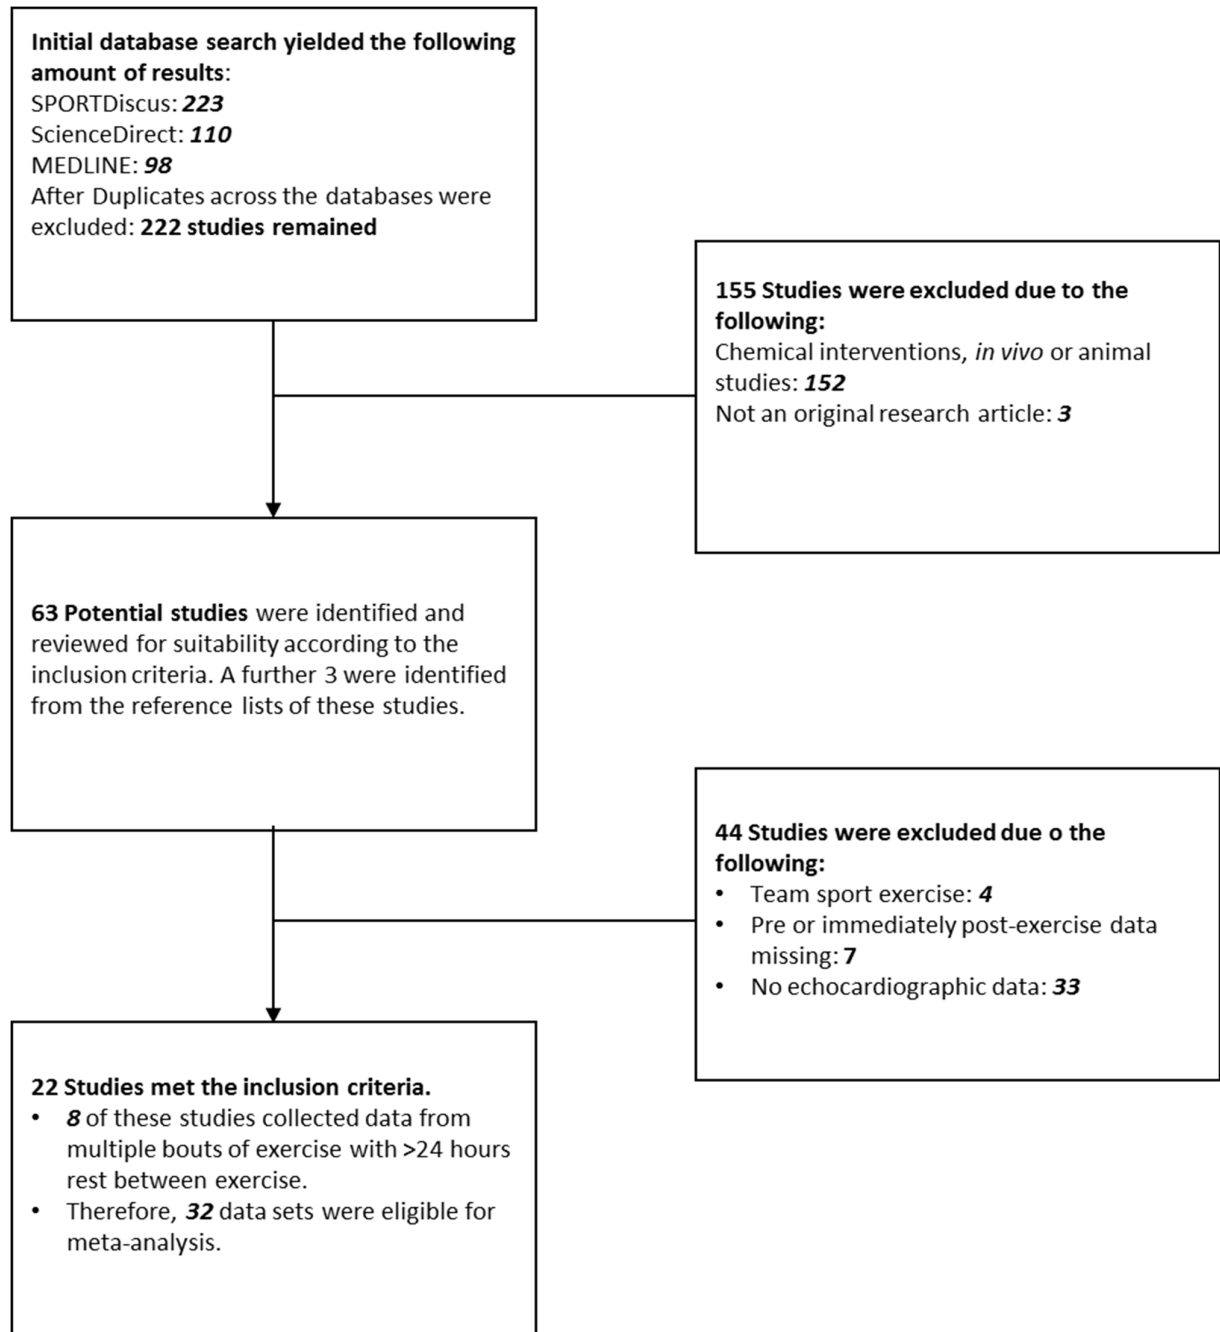 Initial database search yielded the following
amount of results:
SPORTDiscus: 223
ScienceDirect: 110
MEDLINE: 98
After Duplicates across the databases were
excluded: 222 studies remained
155 Studies were excluded due to the
following:
Chemical interventions, in vivo or animal
studies: 152
Not an original research article: 3
63 Potential studies were identified and
reviewed for suitability according to the
inclusion criteria. A further 3 were identified
from the reference lists of these studies.
44 Studies were excluded due o the
following:
• Team sport exercise: 4
• Pre or immediately post-exercise data
missing: 7
• No echocardiographic data: 33
22 Studies met the inclusion criteria.
• 8 of these studies collected data from
multiple bouts of exercise with >24 hours
rest between exercise.
• Therefore, 32 data sets were eligible for
meta-analysis.